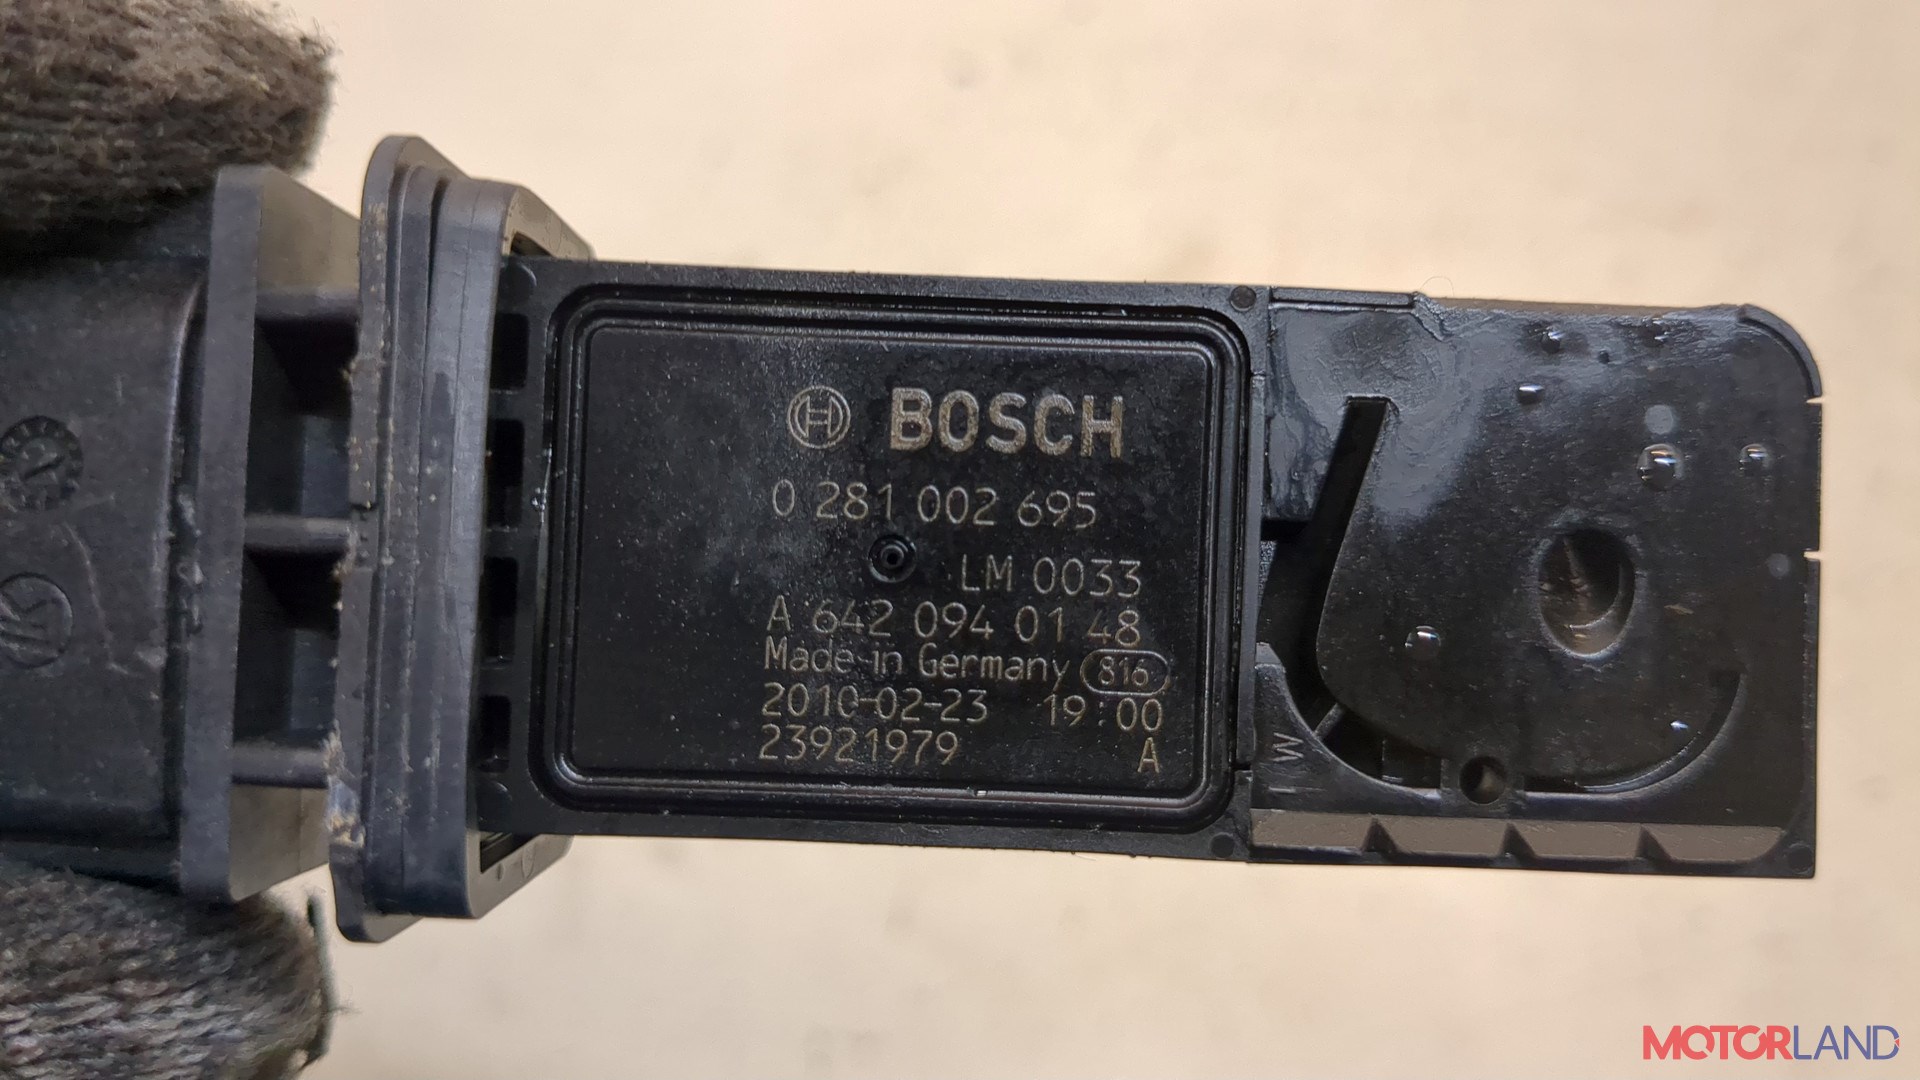 BOSCH
0 281 002 695
LM 0033
A 642 094 01 48
Made in Germany 816
2010-02-23 19:00
23921979 A
MOTORLAND